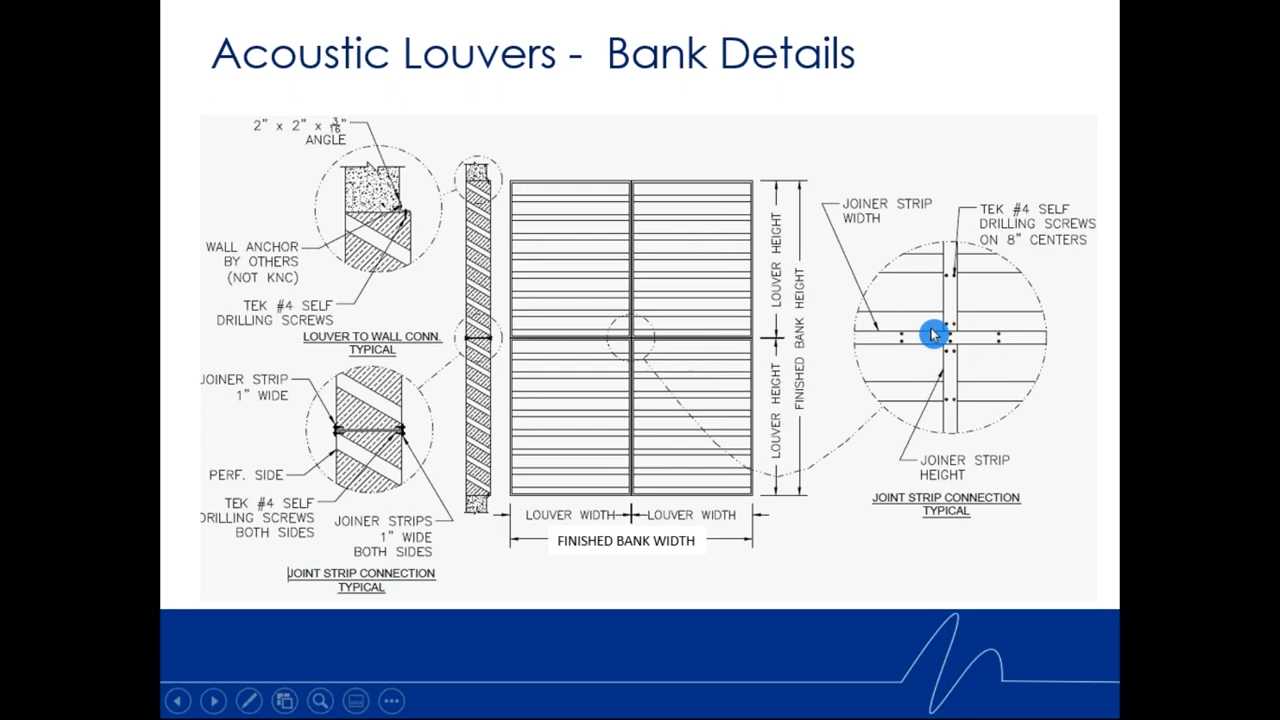 Acoustic Louvers -  Bank Details
2" x 2" x 3/16"
ANGLE
WALL ANCHOR
BY OTHERS
(NOT KNC)
TEK #4 SELF
DRILLING SCREWS
LOUVER TO WALL CONN.
TYPICAL
JOINER STRIP
1" WIDE
PERF. SIDE
TEK #4 SELF
DRILLING SCREWS
BOTH SIDES
JOINER STRIPS
1" WIDE
BOTH SIDES
JOINT STRIP CONNECTION
TYPICAL
LOUVER HEIGHT
LOUVER HEIGHT
FINISHED BANK HEIGHT
LOUVER WIDTH
LOUVER WIDTH
FINISHED BANK WIDTH
JOINER STRIP
WIDTH
TEK #4 SELF
DRILLING SCREWS
ON 8" CENTERS
JOINER STRIP
HEIGHT
JOINT STRIP CONNECTION
TYPICAL